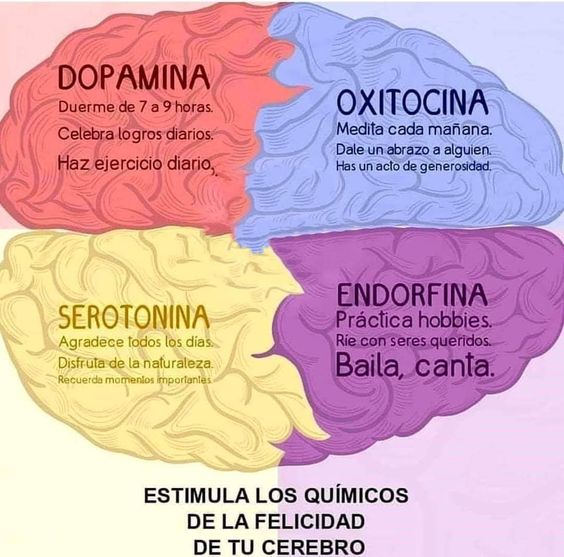 DOPAMINA
Duerme de 7 a 9 horas.
Celebra logros diarios.
Haz ejercicio diario,
OXITOCINA
Medita cada mañana.
Dale un abrazo a alguien.
Has un acto de generosidad.
SEROTONINA
Agradece todos los días.
Disfruta de la naturaleza.
Recuerda momentos importantes
ENDORFINA
Práctica hobbies.
Ríe con seres queridos.
Baila, canta.
ESTIMULA LOS QUÍMICOS
DE LA FELICIDAD
DE TU CEREBRO